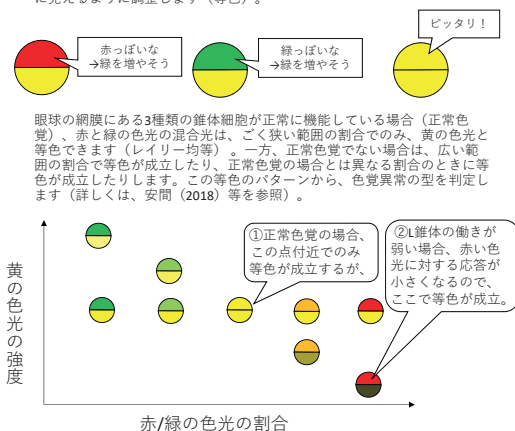 に見えるように調整します（等色）。
赤っぽいな
→緑を増やそう
緑っぽいな
→緑を増やそう
ピッタリ！
眼球の網膜にある3種類の錐体細胞が正常に機能している場合（正常色
覚）、赤と緑の色光の混合光は、ごく狭い範囲の割合でのみ、黄の色光と
等色できます（レイリー均等）。一方、正常色覚でない場合は、広い範
囲の割合で等色が成立したり、正常色覚の場合とは異なる割合のときに等
色が成立したりします。この等色のパターンから、色覚異常の型を判定し
ます（詳しくは、安間（2018）等を参照）。
①正常色覚の場合、
この点付近でのみ
等色が成立するが、
②L錐体の働きが
弱い場合、赤い色
光に対する応答が
小さくなるので、
ここで等色が成立。
黄の色光の強度
赤/緑の色光の割合